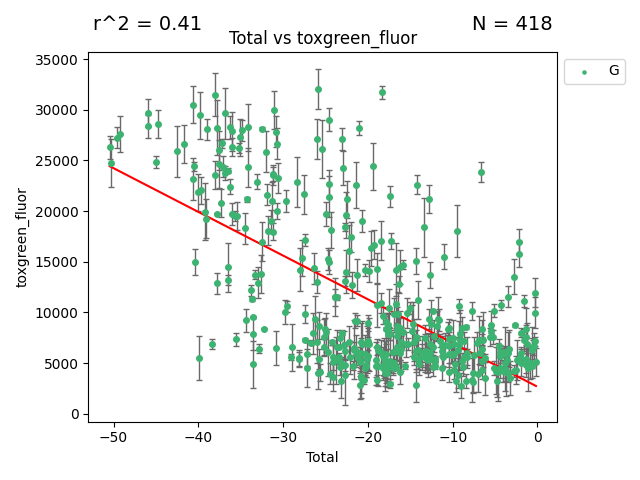 r^2 = 0.41
N = 418
Total vs toxgreen_fluor
G
35000
30000
25000
20000
15000
10000
5000
0
toxgreen_fluor
−50
−40
−30
−20
−10
0
Total